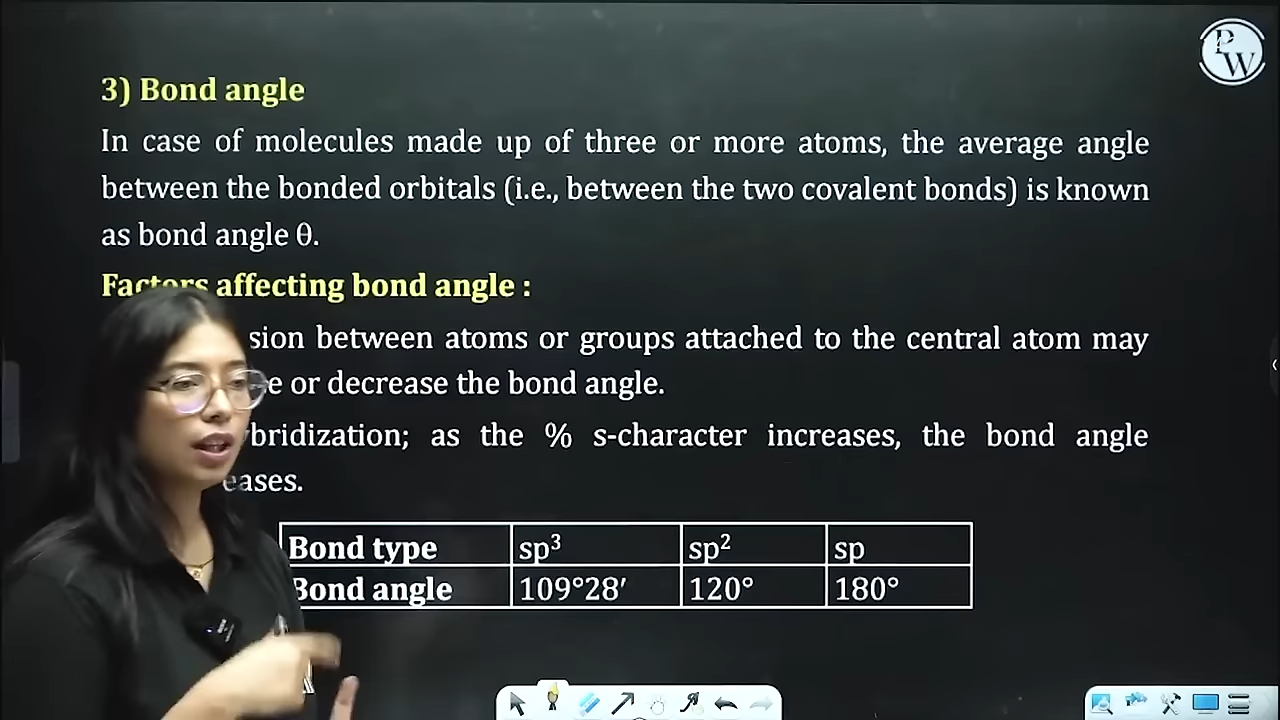 PW
3) Bond angle
In case of molecules made up of three or more atoms, the average angle
between the bonded orbitals (i.e., between the two covalent bonds) is known
as bond angle θ.
Factors affecting bond angle :
sion between atoms or groups attached to the central atom may
e or decrease the bond angle.
bridization; as the % s-character increases, the bond angle
eases.
Bond type sp³ sp² sp
Bond angle 109°28′ 120° 180°